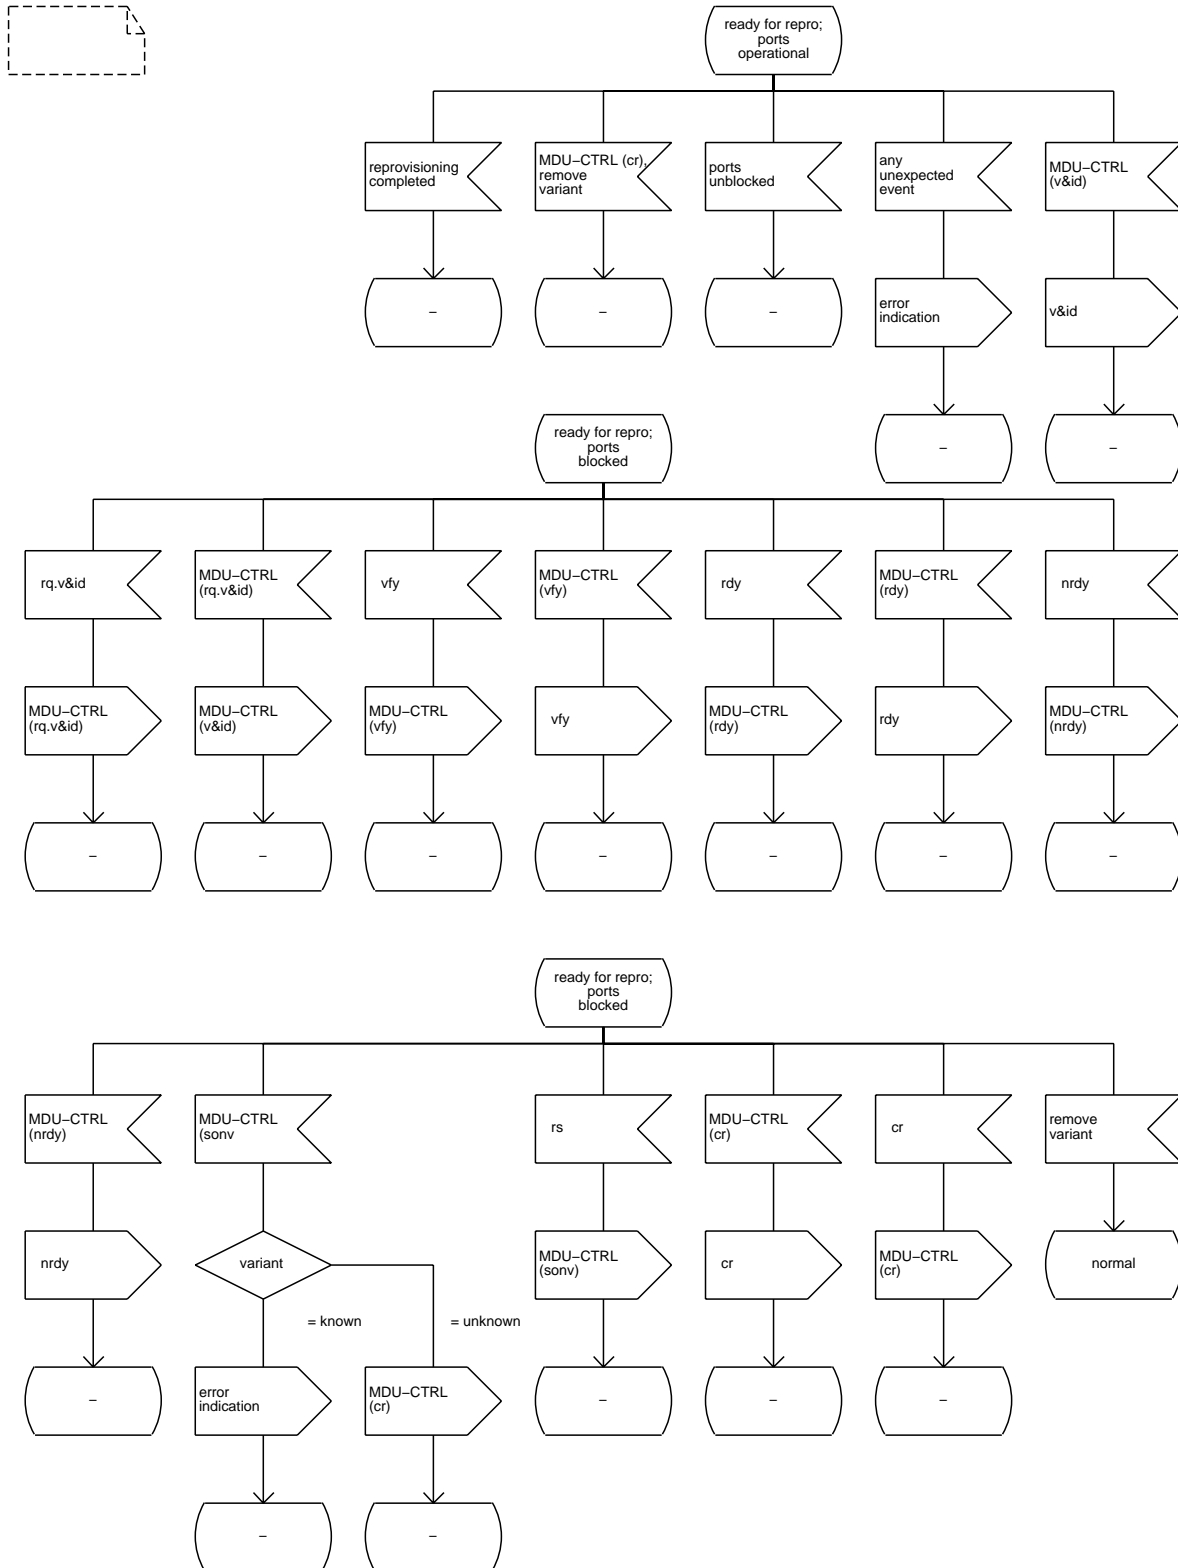 ready for repro;
ports
operational
reprovisioning
completed
MDU−CTRL (cr),
remove
variant
ports
unblocked
any
unexpected
event
MDU−CTRL
(v&id)
−
−
−
error
indication
v&id
−
−
ready for repro;
ports
blocked
rq.v&id
MDU−CTRL
(rq.v&id)
vfy
MDU−CTRL
(vfy)
rdy
MDU−CTRL
(rdy)
nrdy
MDU−CTRL
(rq.v&id)
MDU−CTRL
(v&id)
MDU−CTRL
(vfy)
vfy
MDU−CTRL
(rdy)
rdy
MDU−CTRL
(nrdy)
−
−
−
−
−
−
−
ready for repro;
ports
blocked
MDU−CTRL
(nrdy)
MDU−CTRL
(sonv
rs
MDU−CTRL
(cr)
cr
remove
variant
nrdy
variant
MDU−CTRL
(sonv)
cr
MDU−CTRL
(cr)
normal
= known
= unknown
−
error
indication
MDU−CTRL
(cr)
−
−
−
−
−